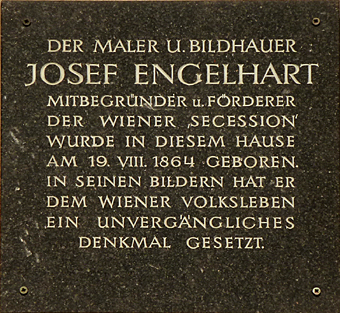 DER MALER U. BILDHAUER
JOSEF ENGELHART
MITBEGRÜNDER u. FÖRDERER
DER WIENER ‚SECESSION‘
WURDE IN DIESEM HAUSE
AM 19. VIII. 1864 GEBOREN.
IN SEINEN BILDERN HAT ER
DEM WIENER VOLKSLEBEN
EIN UNVERGÄNGLICHES
DENKMAL GESETZT.